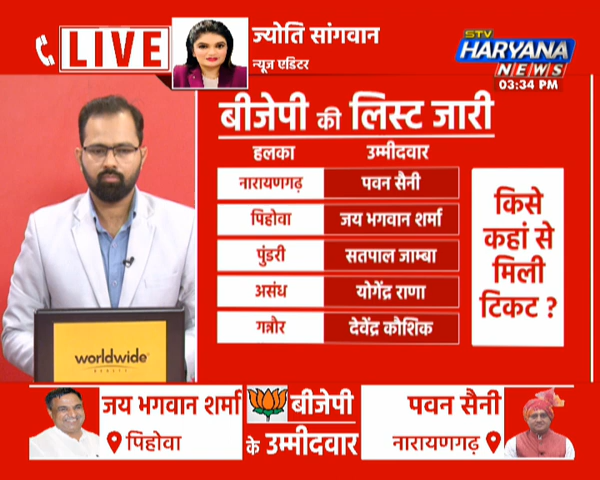 LIVE
ज्योति सांगवान
न्यूज़ एडिटर
STV
HARYANA
NEWS
03:34 PM
बीजेपी की लिस्ट जारी
हलका उम्मीदवार
नारायणगढ़ पवन सैनी
पिहोवा जय भगवान शर्मा
पुंडरी सतपाल जाम्बा
असंध योगेंद्र राणा
गन्नौर देवेंद्र कौशिक
किसे
कहां से
मिली
टिकट ?
worldwide
जय भगवान शर्मा
पिहोवा
बीजेपी
के उम्मीदवार
पवन सैनी
नारायणगढ़